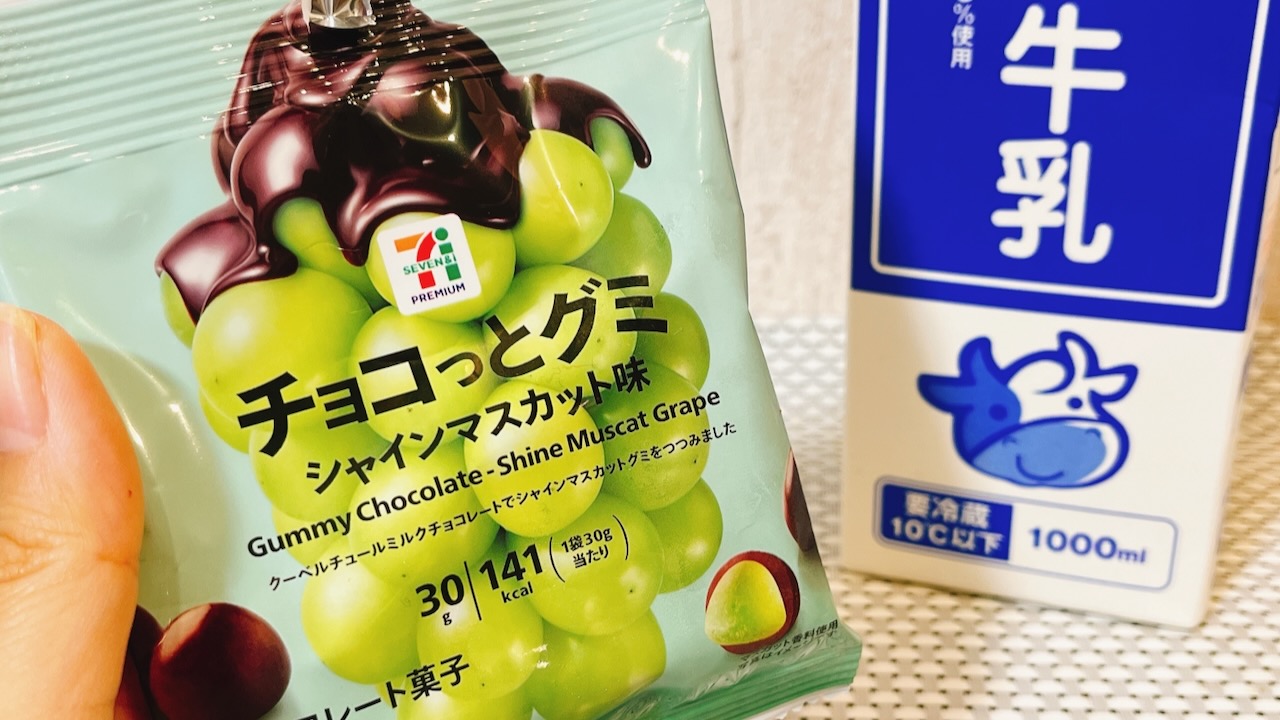 SEVEN&i
PREMIUM
チョコっとグミ
シャインマスカット味
Gummy Chocolate - Shine Muscat Grape
クーベルチュールミルクチョコレートでシャインマスカットグミをつつみました
30g
141kcal
(1袋30g当たり)
レート菓子
%使用
牛乳
要冷蔵
10℃以下
1000ml